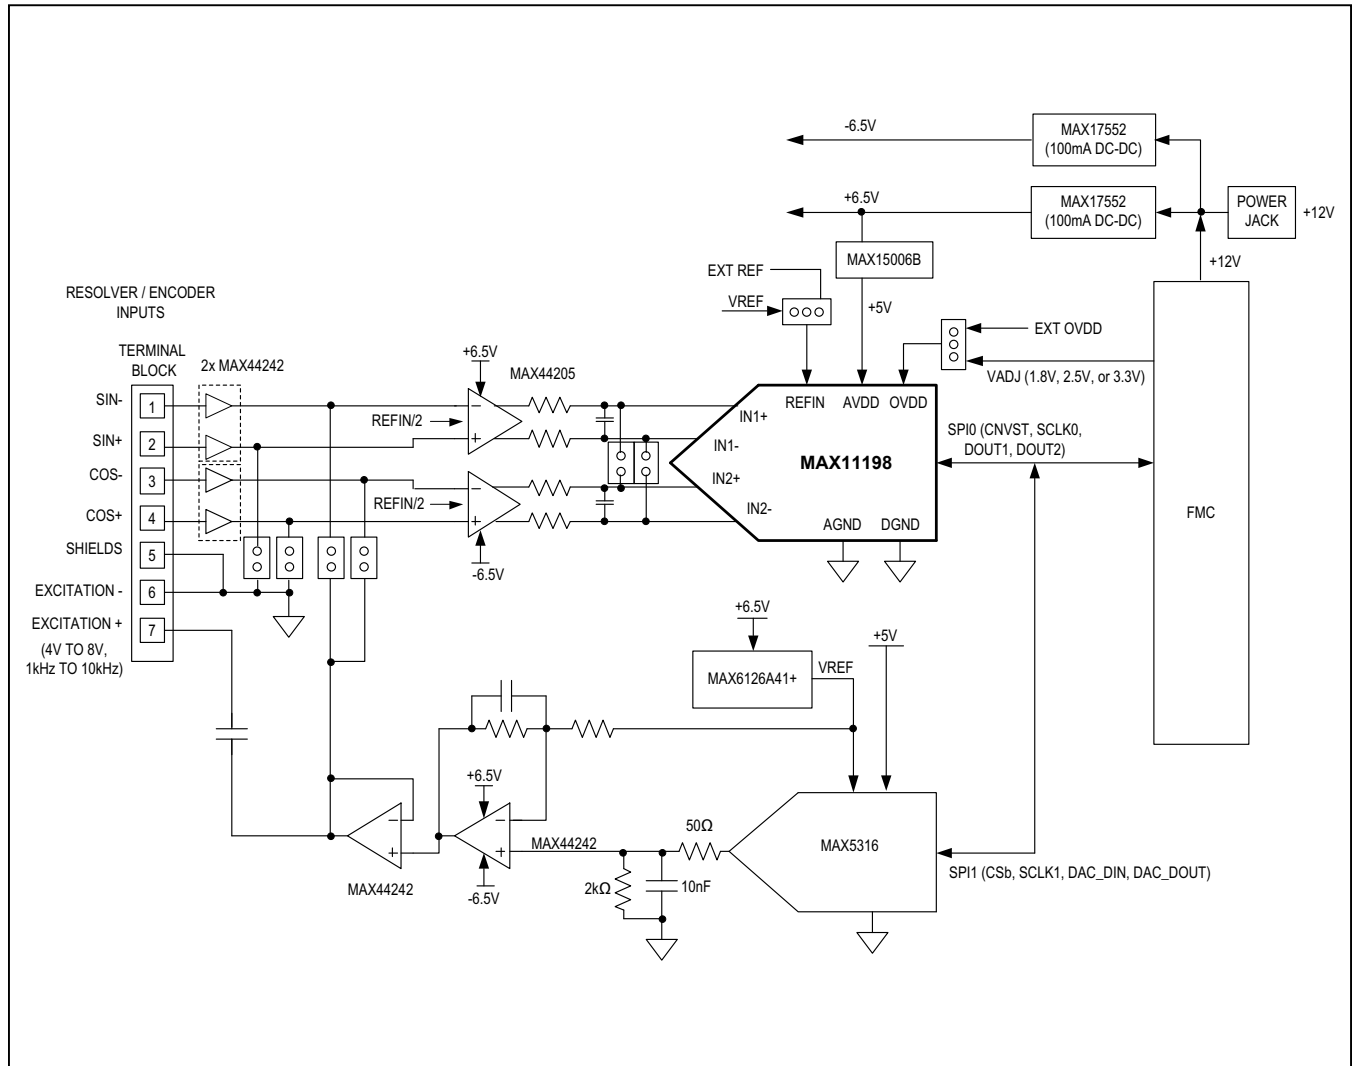 -6.5V
MAX17552
(100mA DC-DC)
+6.5V
MAX17552
(100mA DC-DC)
POWER
JACK
+12V
MAX15006B
+12V
EXT REF
VREF
+5V
EXT OVDD
VADJ (1.8V, 2.5V, or 3.3V)
RESOLVER / ENCODER
INPUTS
TERMINAL
BLOCK
2x MAX44242
+6.5V
MAX44205
SIN-
1
SIN+
2
COS-
3
COS+
4
SHIELDS
5
EXCITATION -
6
EXCITATION +
7
(4V TO 8V,
1kHz TO 10kHz)
REFIN/2
REFIN/2
-
+
-
+
-6.5V
REFIN
AVDD
OVDD
IN1+
IN1-
IN2+
IN2-
MAX11198
AGND
DGND
SPI0 (CNVST, SCLK0,
DOUT1, DOUT2)
FMC
+6.5V
MAX6126A41+
VREF
+5V
+6.5V
-
+
-
+
-6.5V
MAX44242
MAX44242
50Ω
2kΩ
10nF
MAX5316
SPI1 (CSb, SCLK1, DAC_DIN, DAC_DOUT)